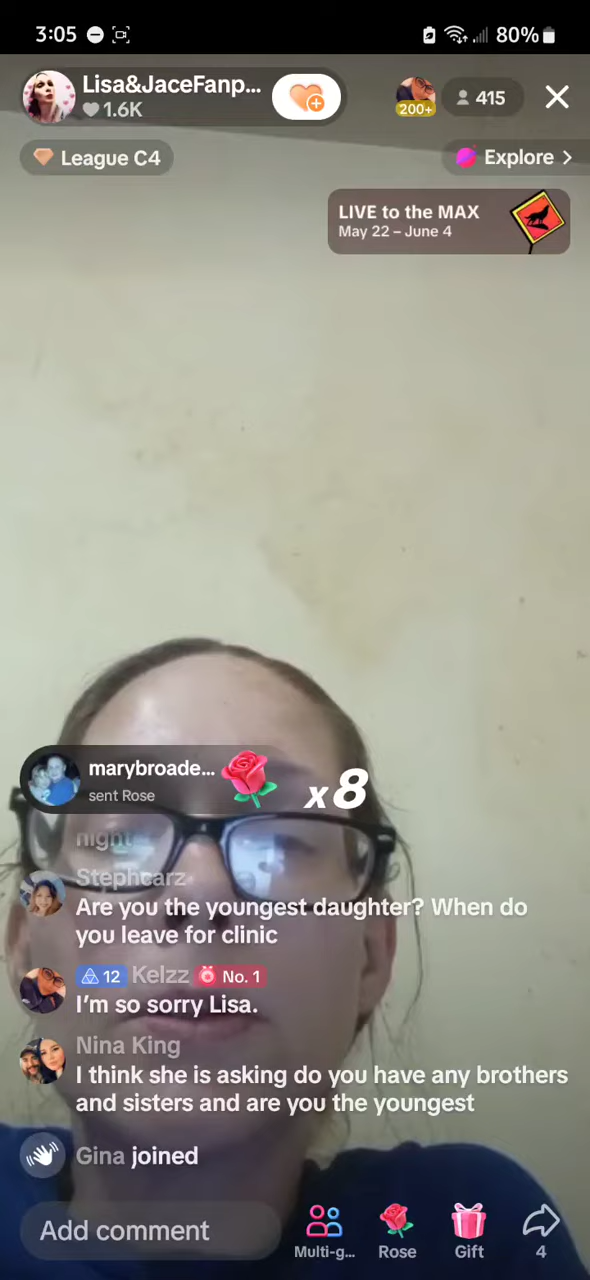 3:05
80%
Lisa&JaceFanp...
1.6K
200+
415
League C4
Explore >
LIVE to the MAX
May 22 – June 4
marybroade...
sent Rose
x8
night
Stephcarz
Are you the youngest daughter? When do
you leave for clinic
12 Kelzz No. 1
I'm so sorry Lisa.
Nina King
I think she is asking do you have any brothers
and sisters and are you the youngest
Gina joined
Add comment
Multi-g...
Rose
Gift
4